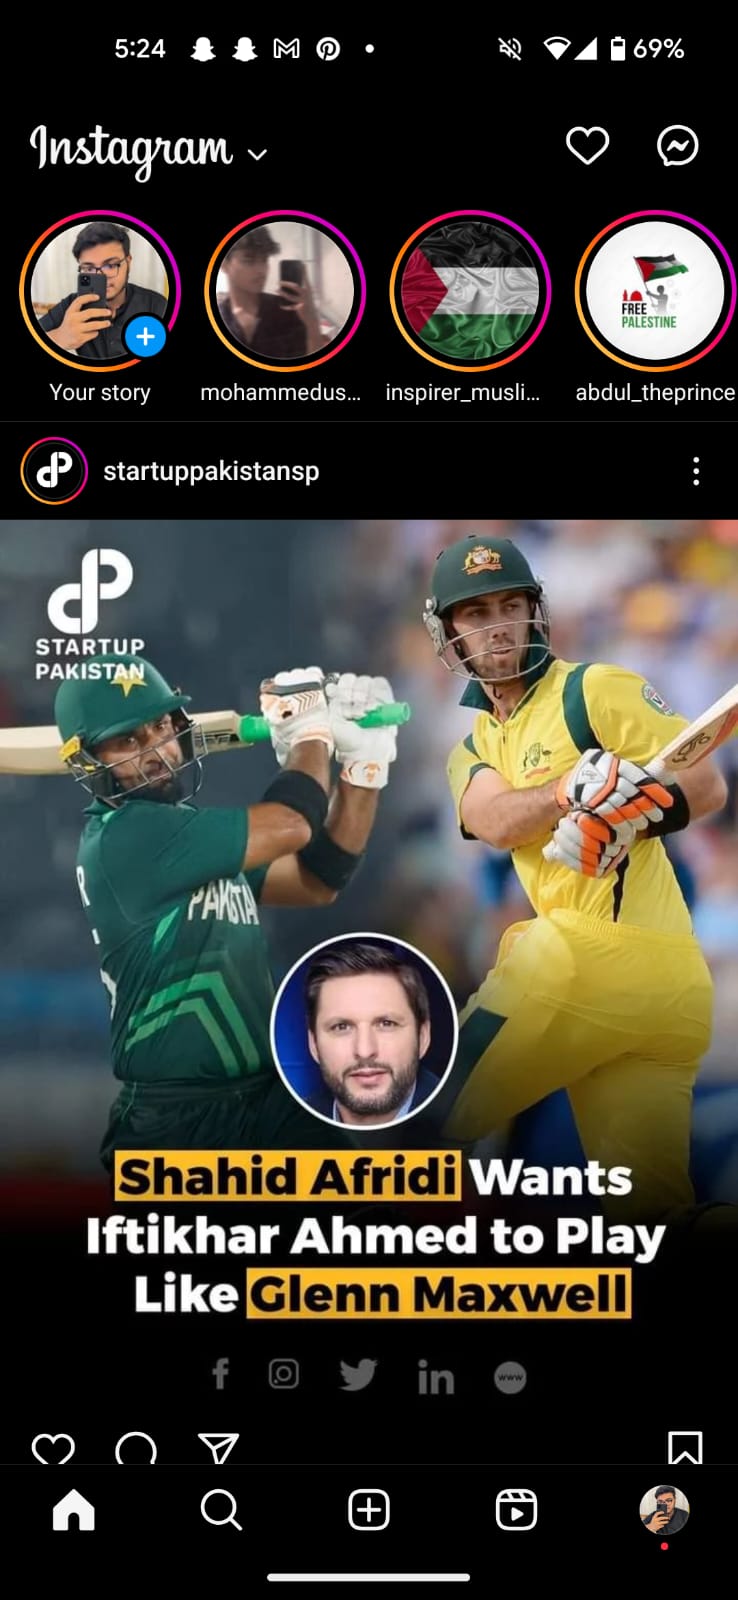 5:24
69%
Instagram
FREE
PALESTINE
Your story
mohammedus...
inspirer_musli...
abdul_theprince
startuppakistansp
STARTUP
PAKISTAN
PAKISTA
Shahid Afridi Wants
Iftikhar Ahmed to Play
Like Glenn Maxwell
www